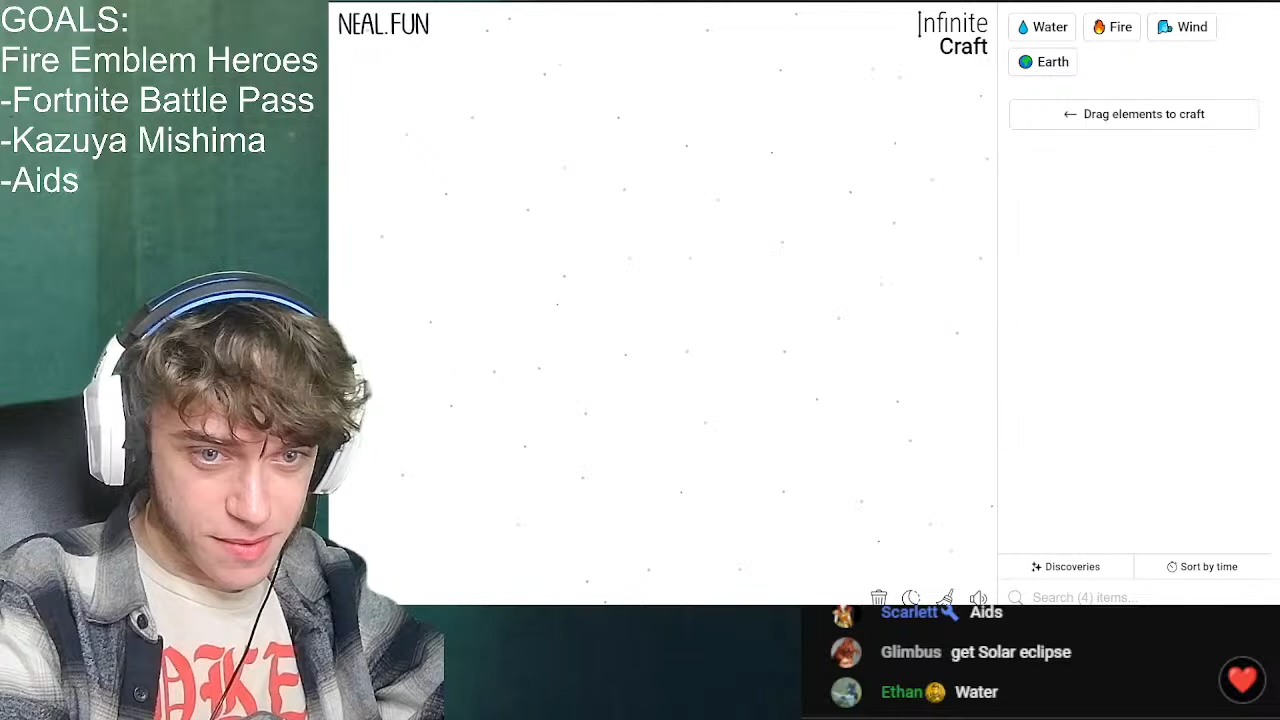 GOALS:
Fire Emblem Heroes
-Fortnite Battle Pass
-Kazuya Mishima
-Aids
NEAL.FUN
Infinite
Craft
Water
Fire
Wind
Earth
← Drag elements to craft
Discoveries
Sort by time
Search (4) items...
Scarlett Aids
Glimbus get Solar eclipse
Ethan Water